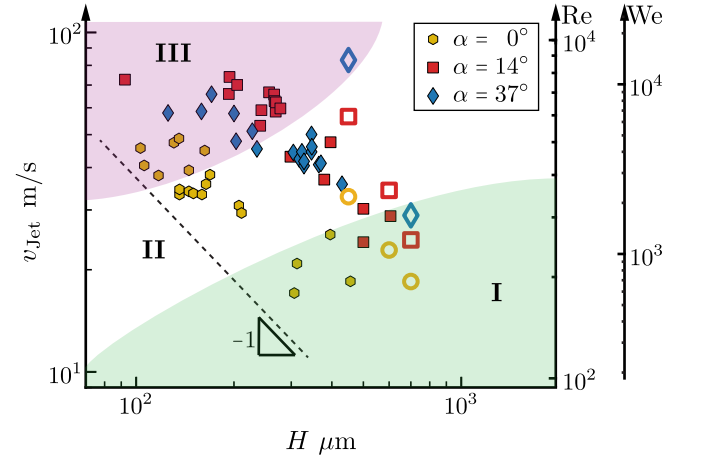 10² Re We
III
α = 0°
α = 14°
α = 37°
10⁴
10⁴
v_Jet m/s
II
10³
I
−1
10¹
10²
10² 10³
H μm